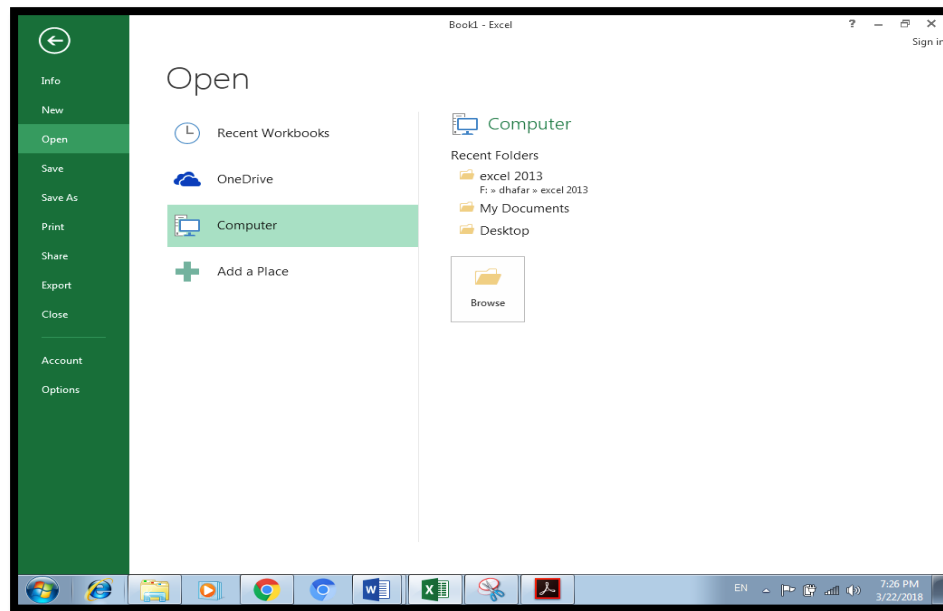 Book1 - Excel
?
Sign in
Info
New
Open
Save
Save As
Print
Share
Export
Close
Account
Options
Open
Recent Workbooks
OneDrive
Computer
Add a Place
Computer
Recent Folders
excel 2013
F: » dhafar » excel 2013
My Documents
Desktop
Browse
EN
7:26 PM
3/22/2018